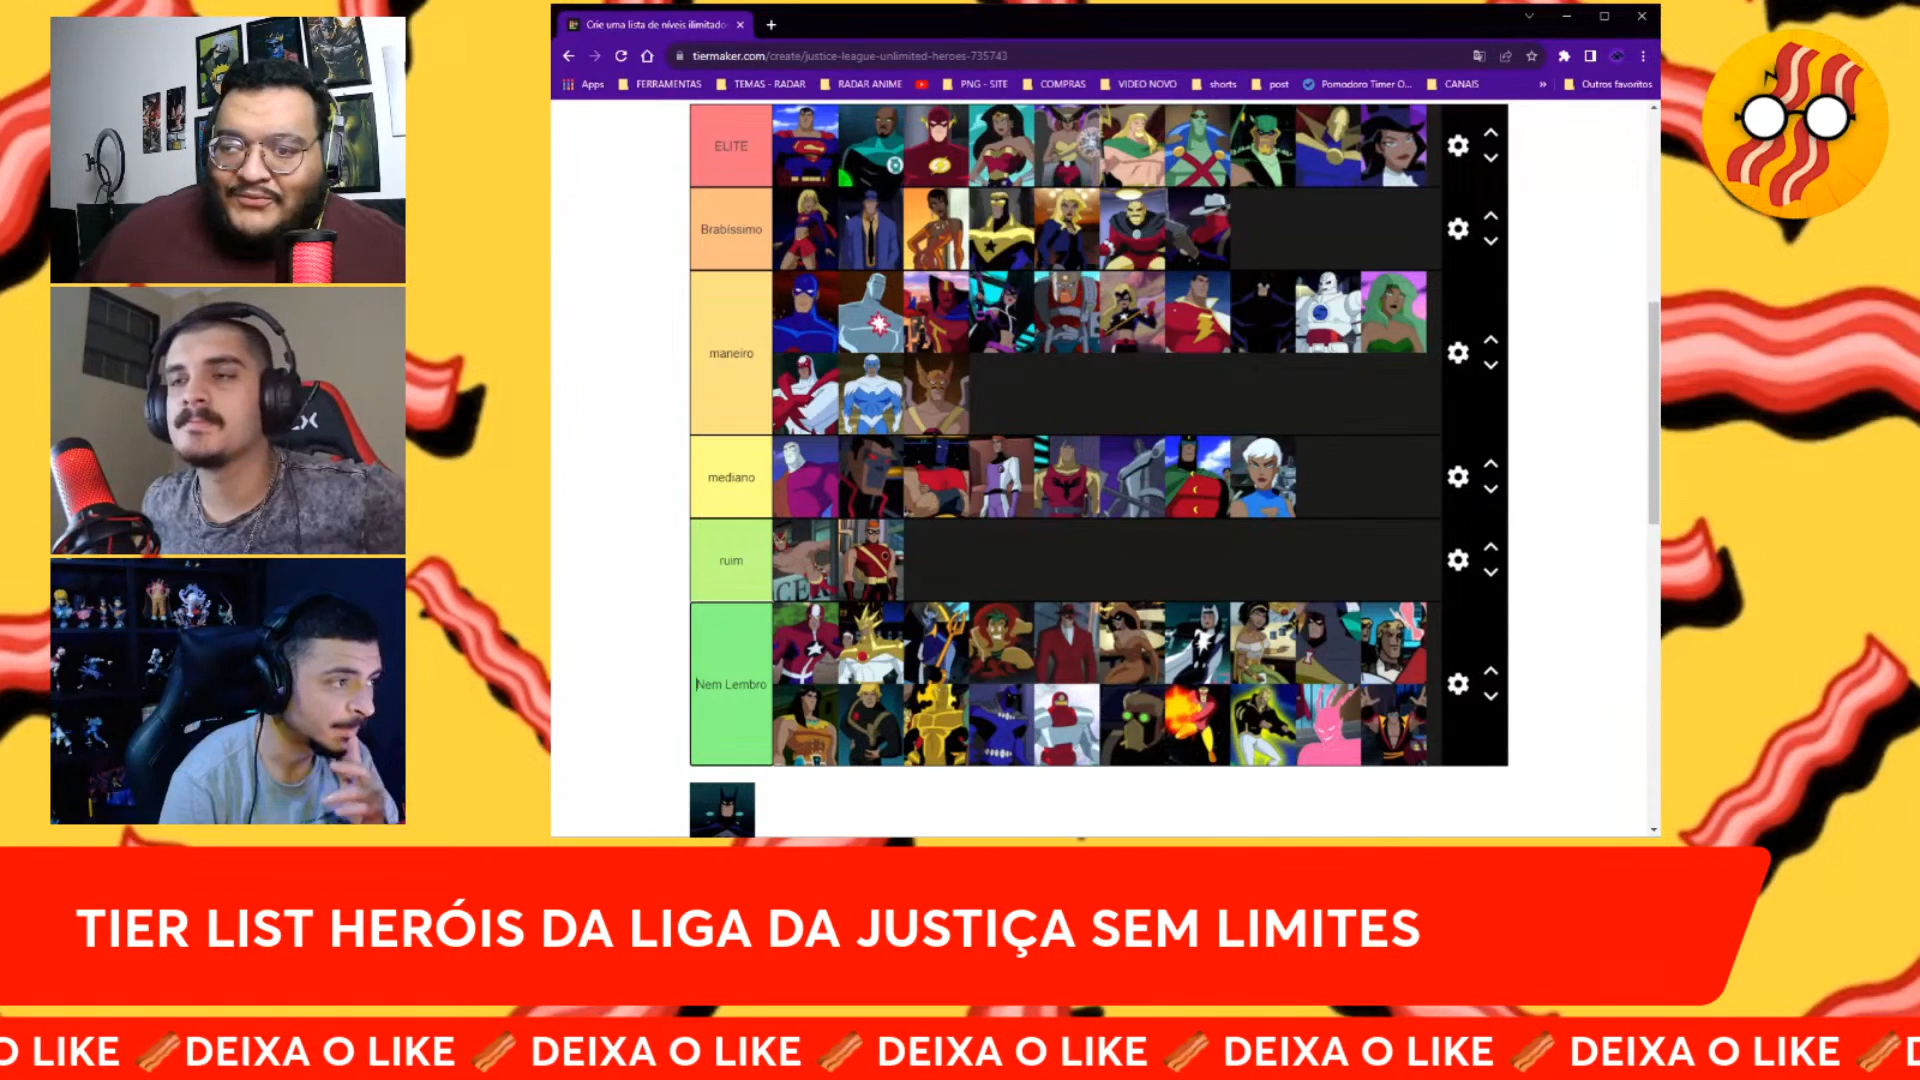 Crie uma lista de níveis ilimitado
tiermaker.com/create/justice-league-unlimited-heroes-735743
Apps FERRAMENTAS TEMAS - RADAR RADAR ANIME PNG - SITE COMPRAS VIDEO NOVO shorts post Pomodoro Timer O... CANAIS » Outros favoritos
ELITE
Brabíssimo
maneiro
mediano
ruim
Nem Lembro
TIER LIST HERÓIS DA LIGA DA JUSTIÇA SEM LIMITES
O LIKE DEIXA O LIKE DEIXA O LIKE DEIXA O LIKE DEIXA O LIKE DEIXA O LIKE D